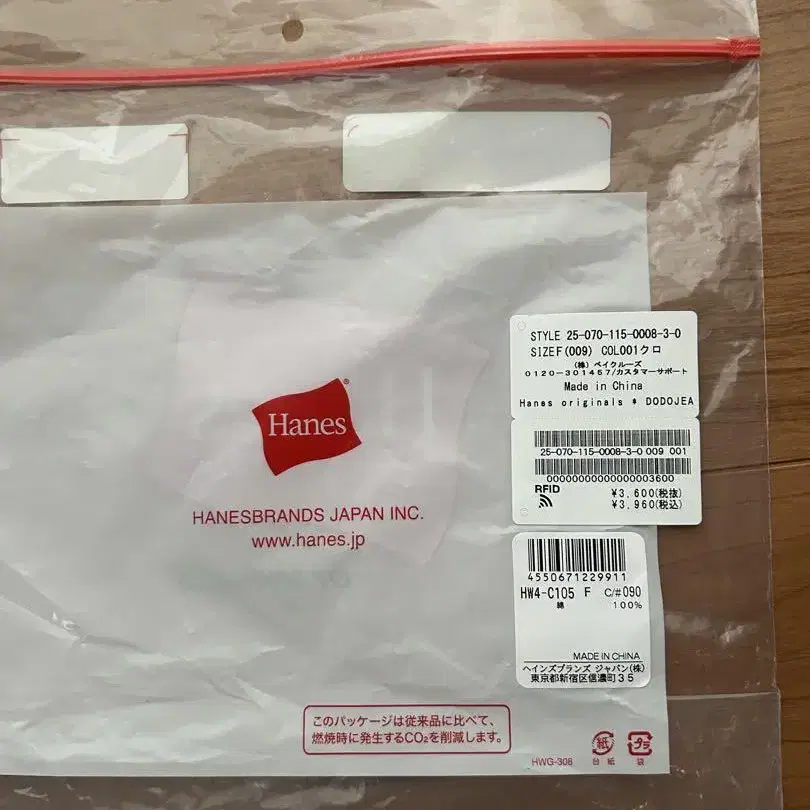 Hanes®
HANESBRANDS JAPAN INC.
www.hanes.jp
STYLE 25-070-115-0008-3-0
SIZEF(009) COL001クロ
(株) ベイクルーズ
0120-301457/カスタマーサポート
Made in China
Hanes originals * DODOJEA
25-070-115-0008-3-0 009 001
00000000000000003600
RFID
¥3,600(税抜)
¥3,960(税込)
4550671229911
HW4-C105 F C/#090
綿 100%
MADE IN CHINA
ヘインズブランズ ジャパン(株)
東京都新宿区信濃町35
このパッケージは従来品に比べて、
燃焼時に発生するCO₂を削減します。
HWG-308
紙
台紙
プラ
袋